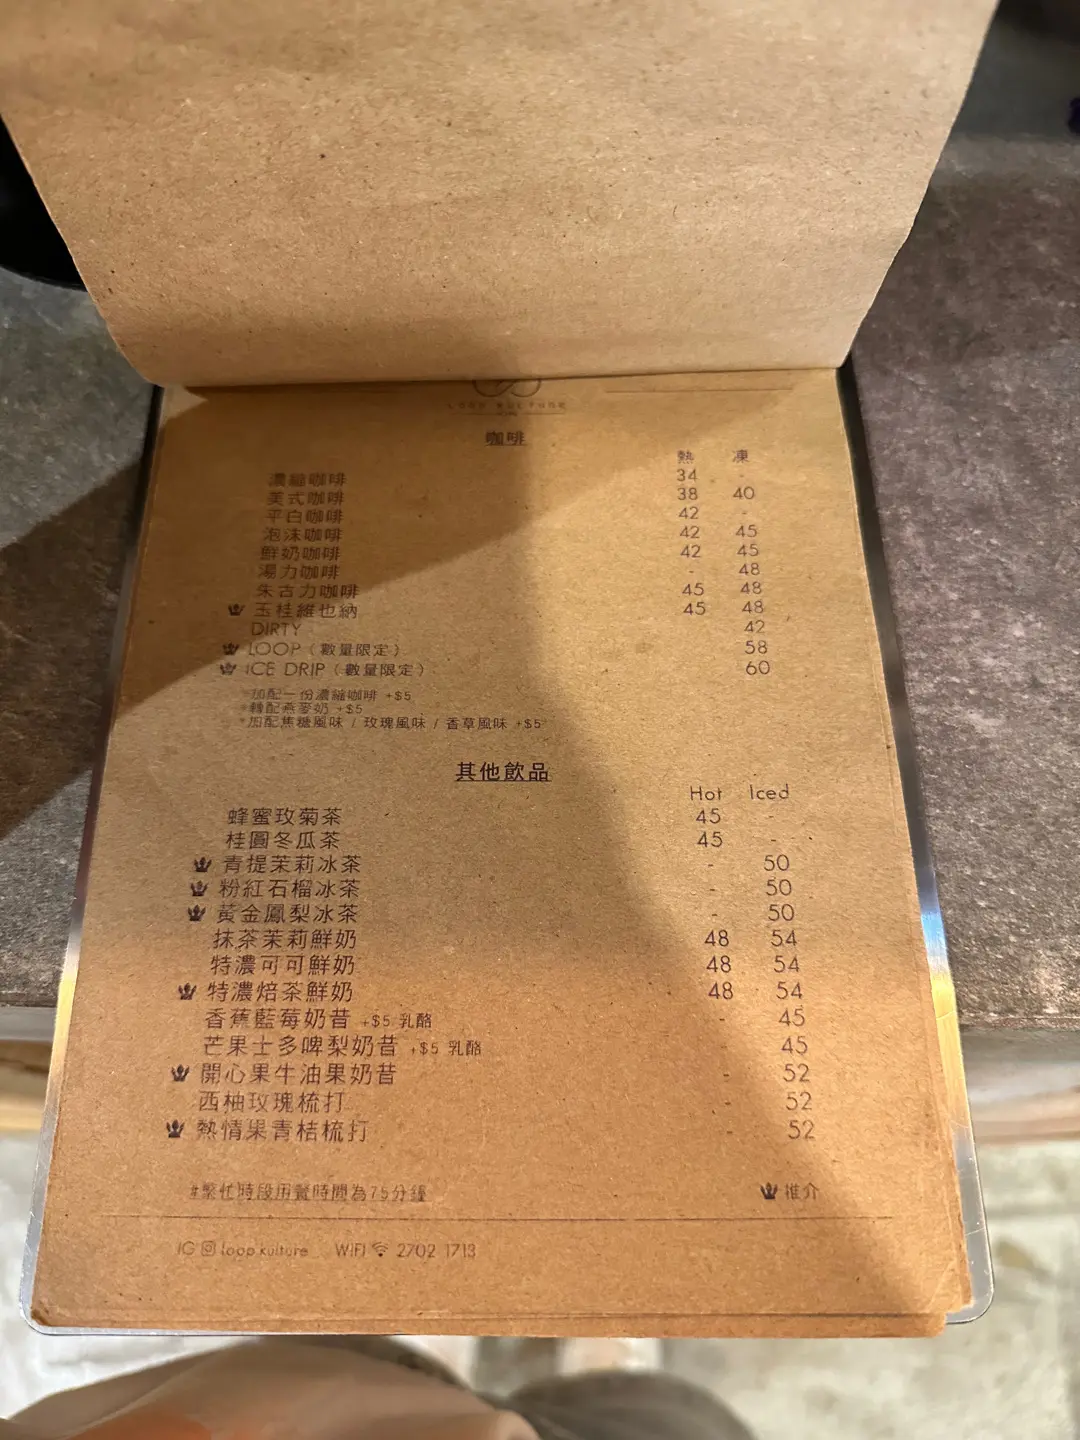 LOOP KULTURE
咖啡
熱 凍
濃縮咖啡 34 -
美式咖啡 38 40
平白咖啡 42 -
泡沫咖啡 42 45
鮮奶咖啡 42 45
湯力咖啡 - 48
朱古力咖啡 45 48
玉桂維也納 45 48
DIRTY 42
LOOP（數量限定） 58
ICE DRIP（數量限定） 60
*加配一份濃縮咖啡 +$5
*轉配燕麥奶 +$5
*加配焦糖風味 / 玫瑰風味 / 香草風味 +$5
其他飲品
Hot Iced
蜂蜜玫菊茶 45 -
桂圓冬瓜茶 45 -
青提茉莉冰茶 - 50
粉紅石榴冰茶 - 50
黃金鳳梨冰茶 - 50
抹茶茉莉鮮奶 48 54
特濃可可鮮奶 48 54
特濃焙茶鮮奶 48 54
香蕉藍莓奶昔 +$5 乳酪 - 45
芒果士多啤梨奶昔 +$5 乳酪 45
開心果牛油果奶昔 - 52
西柚玫瑰梳打 - 52
熱情果青桔梳打 - 52
#繁忙時段用餐時間為75分鐘
推介
IG loop.kulture_ WIFI 2702 1713